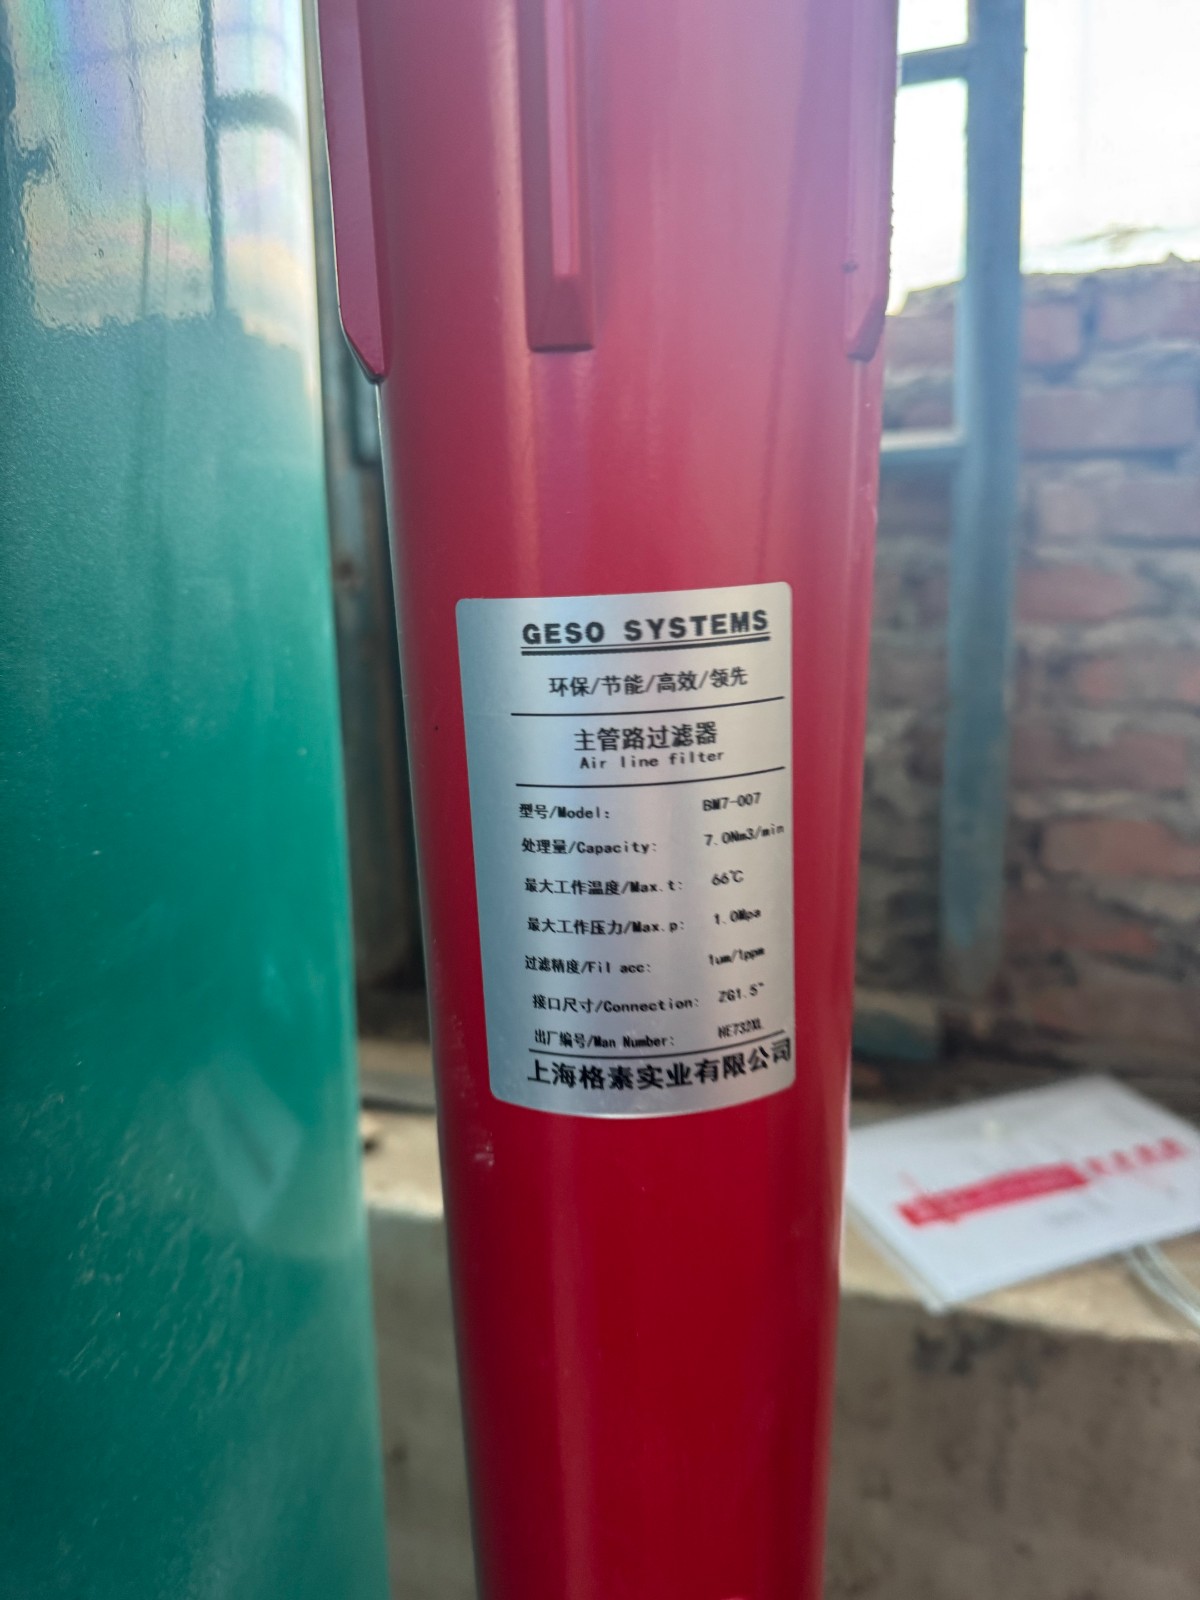 GESO SYSTEMS
环保/节能/高效/领先
主管路过滤器
Air line filter
型号/Model: BM7-007
处理量/Capacity: 7.0Nm3/min
最大工作温度/Max.t: 66℃
最大工作压力/Max.p: 1.0Mpa
过滤精度/Fil acc: 1um/1ppm
接口尺寸/Connection: ZG1.5"
出厂编号/Man Number: HE732XL
上海格素实业有限公司